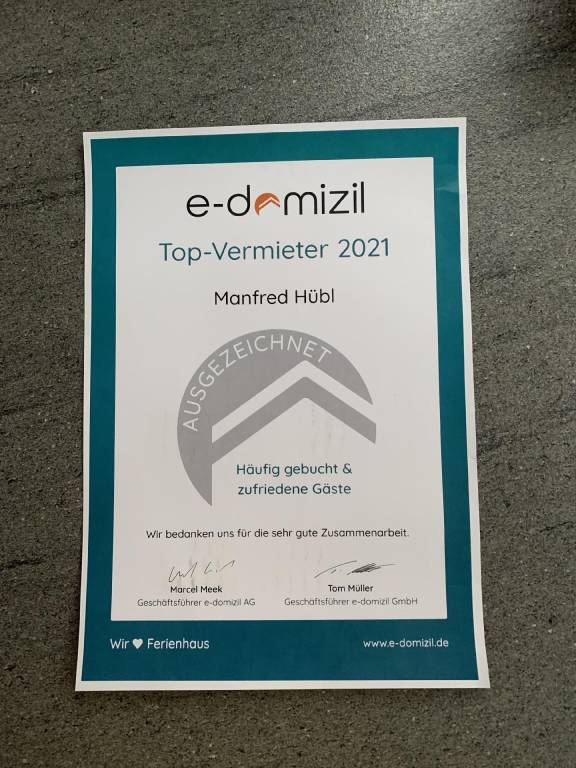 e-domizil
Top-Vermieter 2021
Manfred Hübl
AUSGEZEICHNET
Häufig gebucht &
zufriedene Gäste
Wir bedanken uns für die sehr gute Zusammenarbeit.
Marcel Meek
Geschäftsführer e-domizil AG
Tom Müller
Geschäftsführer e-domizil GmbH
Wir ♥ Ferienhaus
www.e-domizil.de